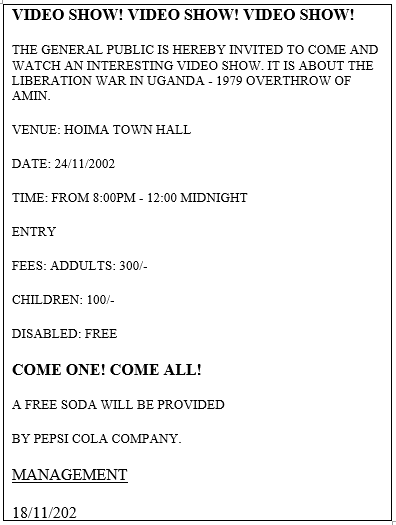 VIDEO SHOW! VIDEO SHOW! VIDEO SHOW!
THE GENERAL PUBLIC IS HEREBY INVITED TO COME AND
WATCH AN INTERESTING VIDEO SHOW. IT IS ABOUT THE
LIBERATION WAR IN UGANDA - 1979 OVERTHROW OF
AMIN.
VENUE: HOIMA TOWN HALL
DATE: 24/11/2002
TIME: FROM 8:00PM - 12:00 MIDNIGHT
ENTRY
FEES: ADDULTS: 300/-
CHILDREN: 100/-
DISABLED: FREE
COME ONE! COME ALL!
A FREE SODA WILL BE PROVIDED
BY PEPSI COLA COMPANY.
MANAGEMENT
18/11/202